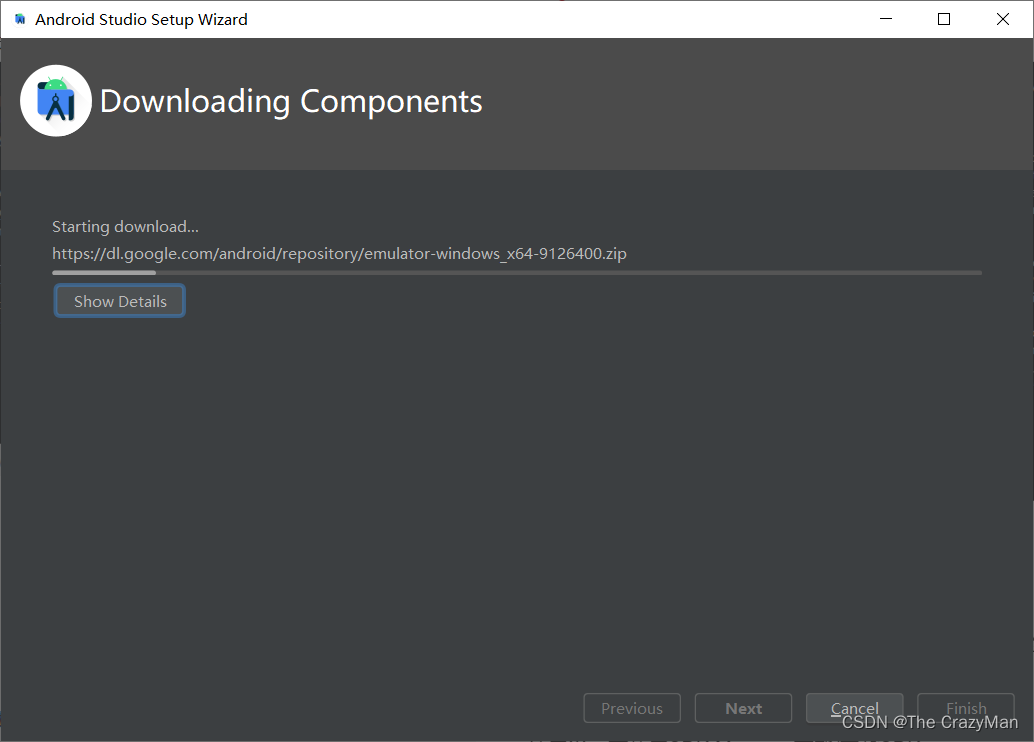 Android Studio Setup Wizard
Downloading Components
Starting download...
https://dl.google.com/android/repository/emulator-windows_x64-9126400.zip
Show Details
Previous Next Cancel Finish
CSDN @The CrazyMan